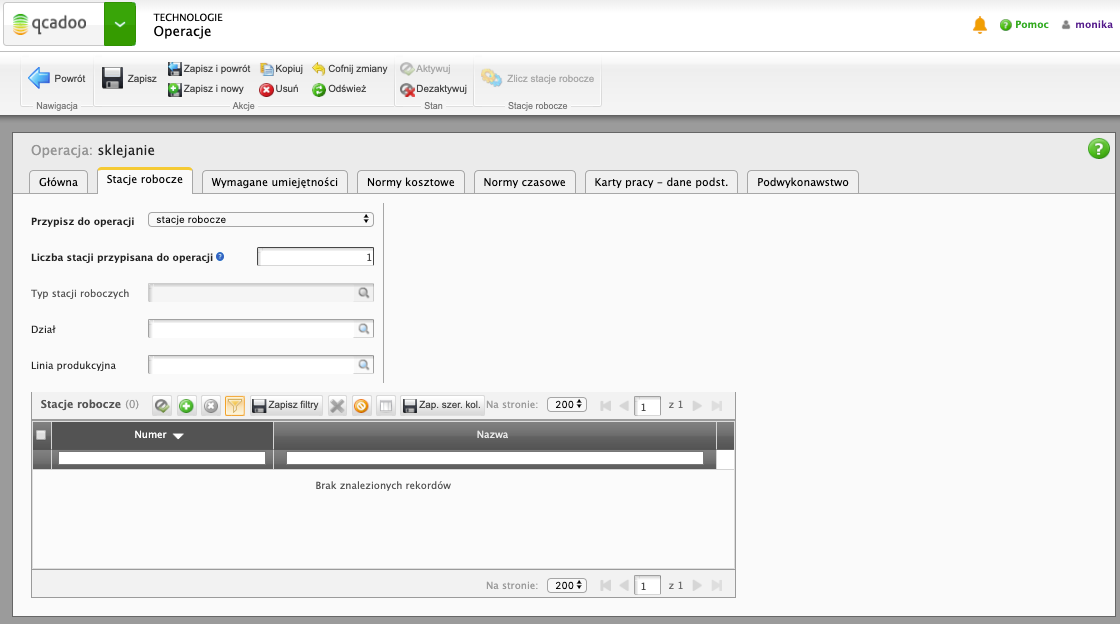 qcadoo
TECHNOLOGIE
Operacje
Pomoc
monika
Powrót
Nawigacja
Zapisz
Zapisz i powrót
Kopiuj
Cofnij zmiany
Zapisz i nowy
Usuń
Odśwież
Akcje
Aktywuj
Dezaktywuj
Stan
Zlicz stacje robocze
Stacje robocze
Operacja: sklejanie
?
Główna
Stacje robocze
Wymagane umiejętności
Normy kosztowe
Normy czasowe
Karty pracy - dane podst.
Podwykonawstwo
Przypisz do operacji
stacje robocze
Liczba stacji przypisana do operacji
1
Typ stacji roboczych
Dział
Linia produkcyjna
Stacje robocze (0)
Zapisz filtry
Zap. szer. kol.
Na stronie:
200
1
z 1
Numer
Nazwa
Brak znalezionych rekordów
Na stronie:
200
1
z 1